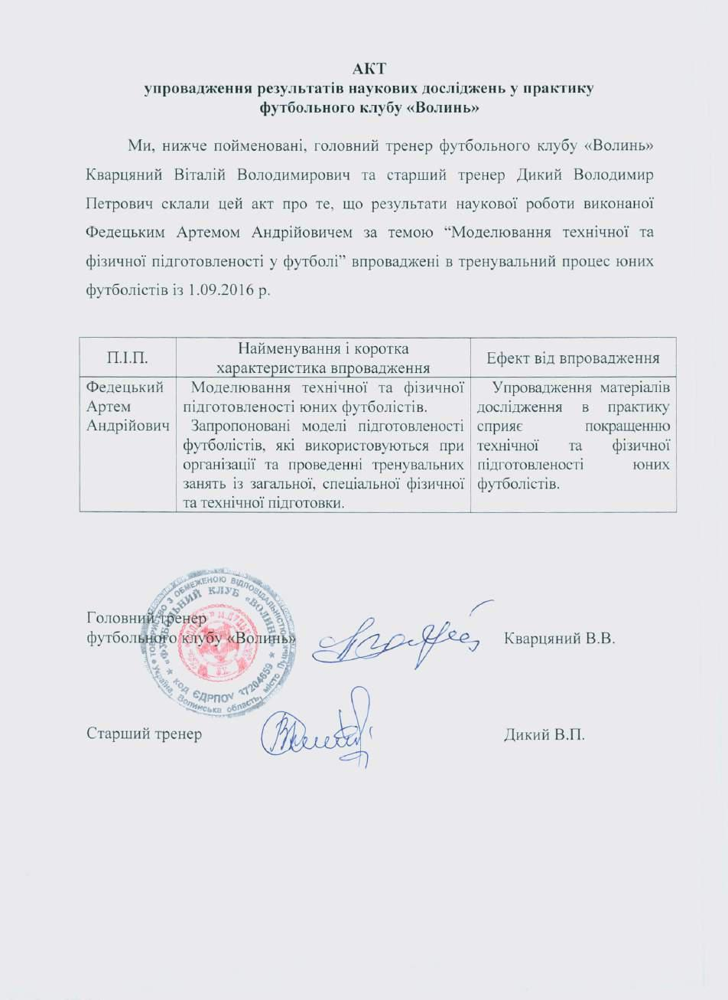 АКТ
упровадження результатів наукових досліджень у практику
футбольного клубу «Волинь»
Ми, нижче пойменовані, головний тренер футбольного клубу «Волинь»
Кварцяний Віталій Володимирович та старший тренер Дикий Володимир
Петрович склали цей акт про те, що результати наукової роботи виконаної
Федецьким Артемом Андрійовичем за темою “Моделювання технічної та
фізичної підготовленості у футболі” впроваджені в тренувальний процес юних
футболістів із 1.09.2016 р.
П.І.П.
Найменування і коротка
характеристика впровадження
Ефект від впровадження
Федецький
Артем
Андрійович
Моделювання технічної та фізичної
підготовленості юних футболістів.
Запропоновані моделі підготовленості
футболістів, які використовуються при
організації та проведенні тренувальних
занять із загальної, спеціальної фізичної
та технічної підготовки.
Упровадження матеріалів
дослідження в практику
сприяє покращенню
технічної та фізичної
підготовленості юних
футболістів.
ТОВАРИСТВО З ОБМЕЖЕНОЮ ВІДПОВІДАЛЬНІСТЮ
«ФУТБОЛЬНИЙ КЛУБ «ВОЛИНЬ»
код ЄДРПОУ 37204659
Україна, Волинська область, місто Луцьк
Головний тренер
футбольного клубу «Волинь»
Кварцяний В.В.
Старший тренер
Дикий В.П.